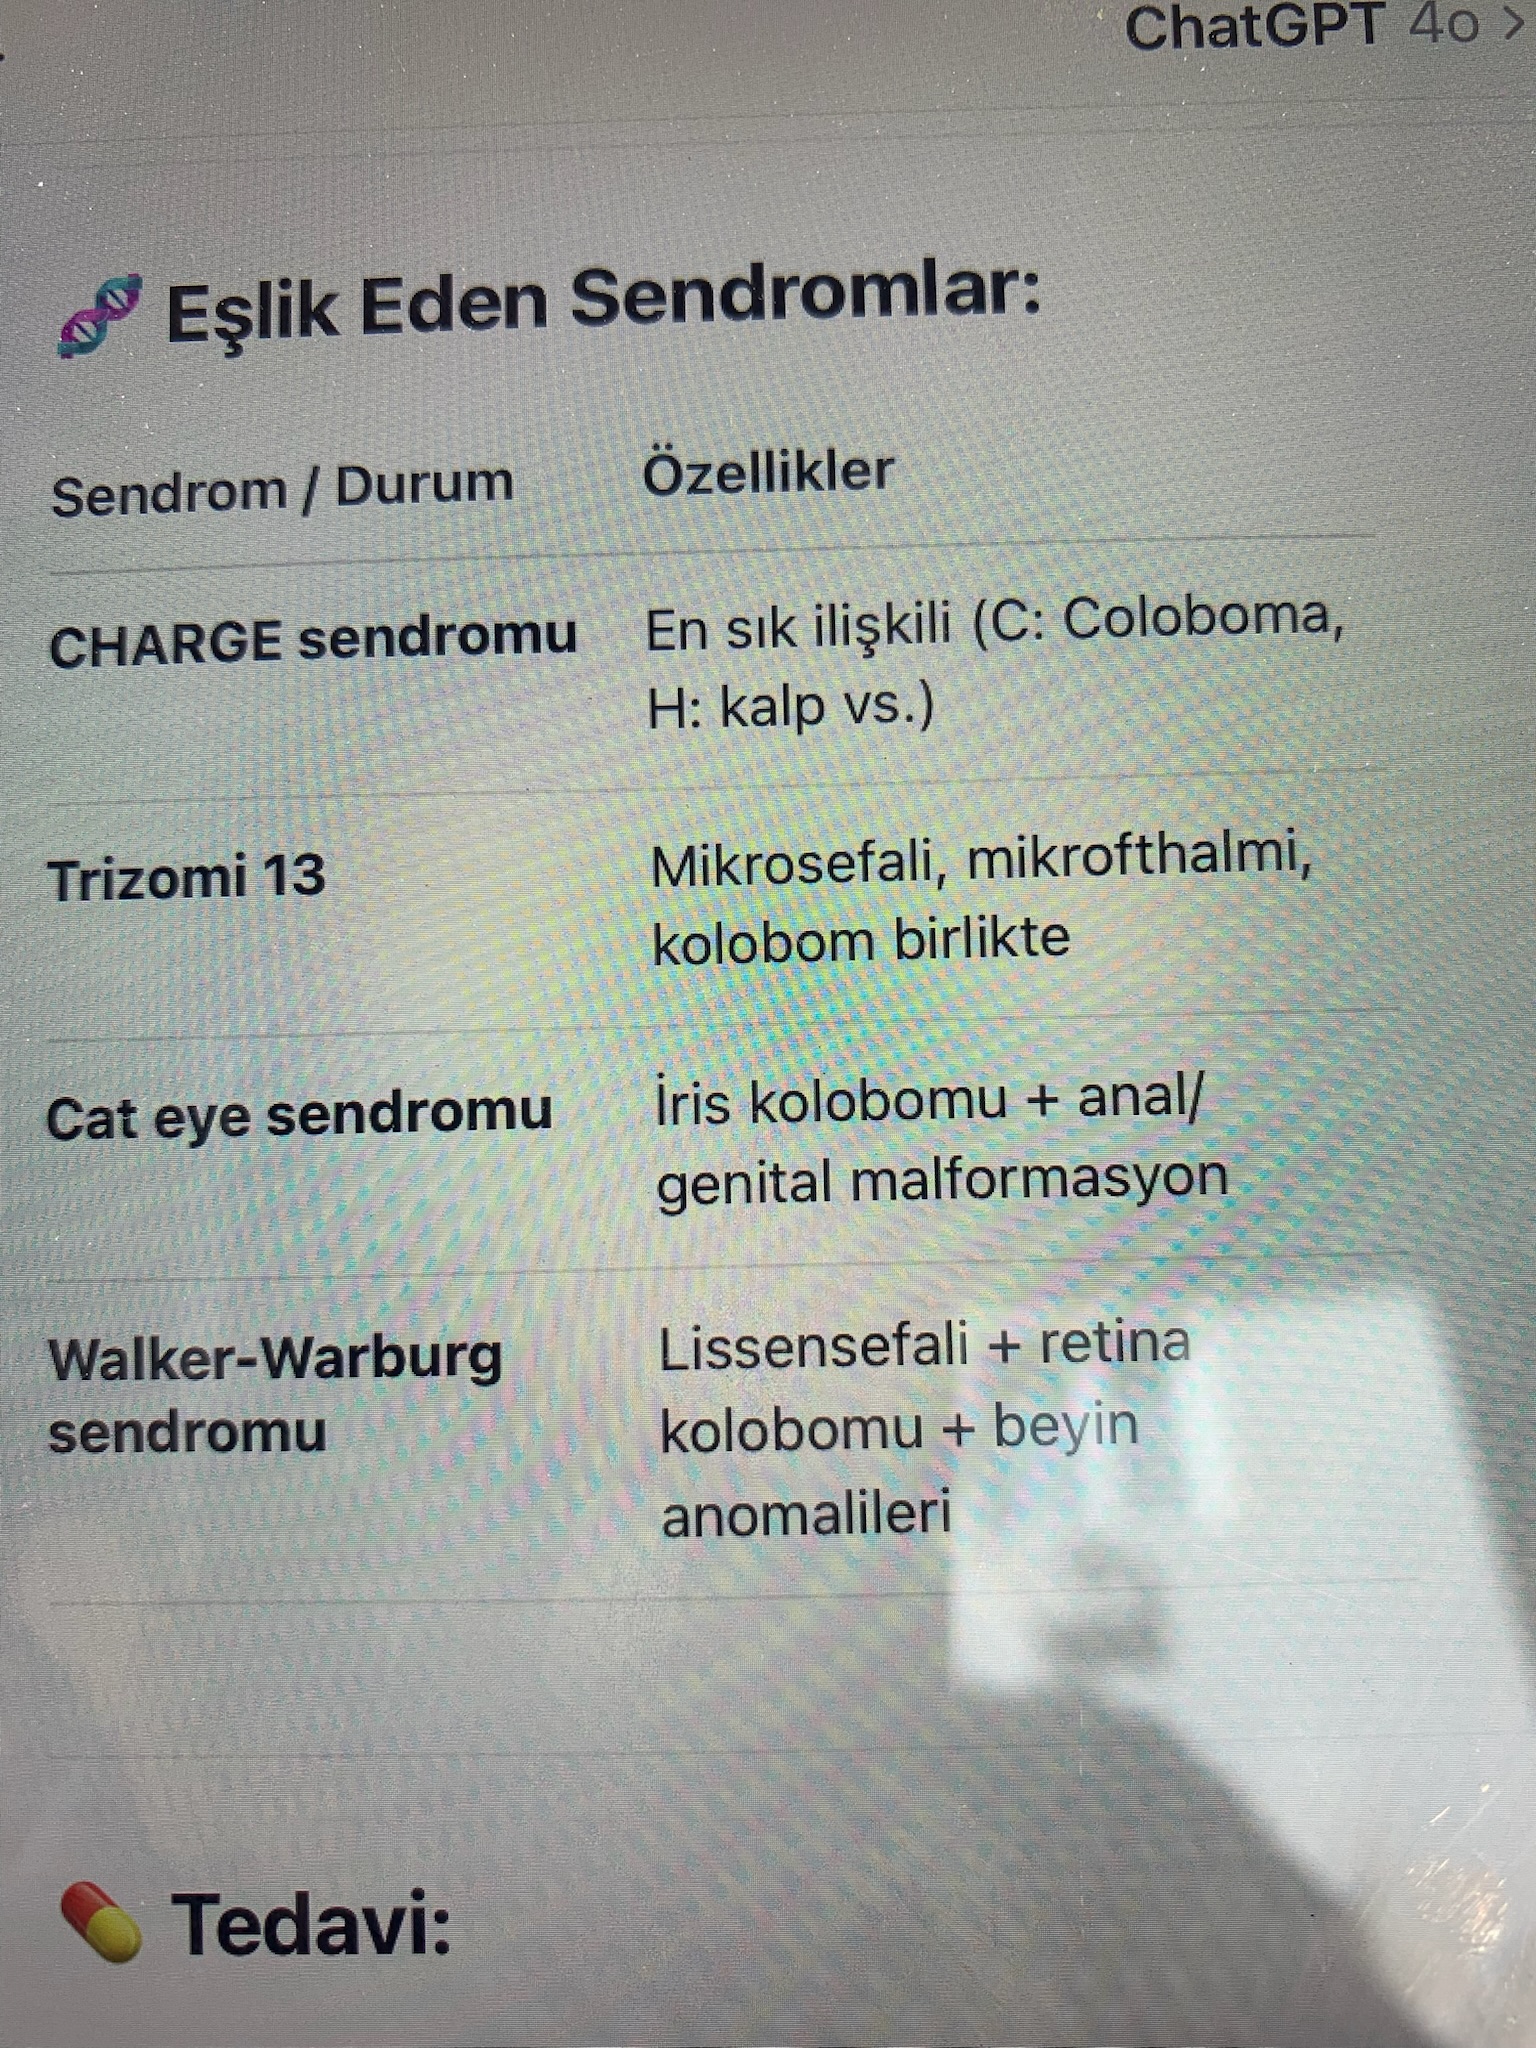 ChatGPT 4o >
Eşlik Eden Sendromlar:
Sendrom / Durum Özellikler
CHARGE sendromu En sık ilişkili (C: Coloboma,
H: kalp vs.)
Trizomi 13 Mikrosefali, mikrofthalmi,
kolobom birlikte
Cat eye sendromu İris kolobomu + anal/
genital malformasyon
Walker-Warburg Lissensefali + retina
sendromu kolobomu + beyin
anomalileri
Tedavi: